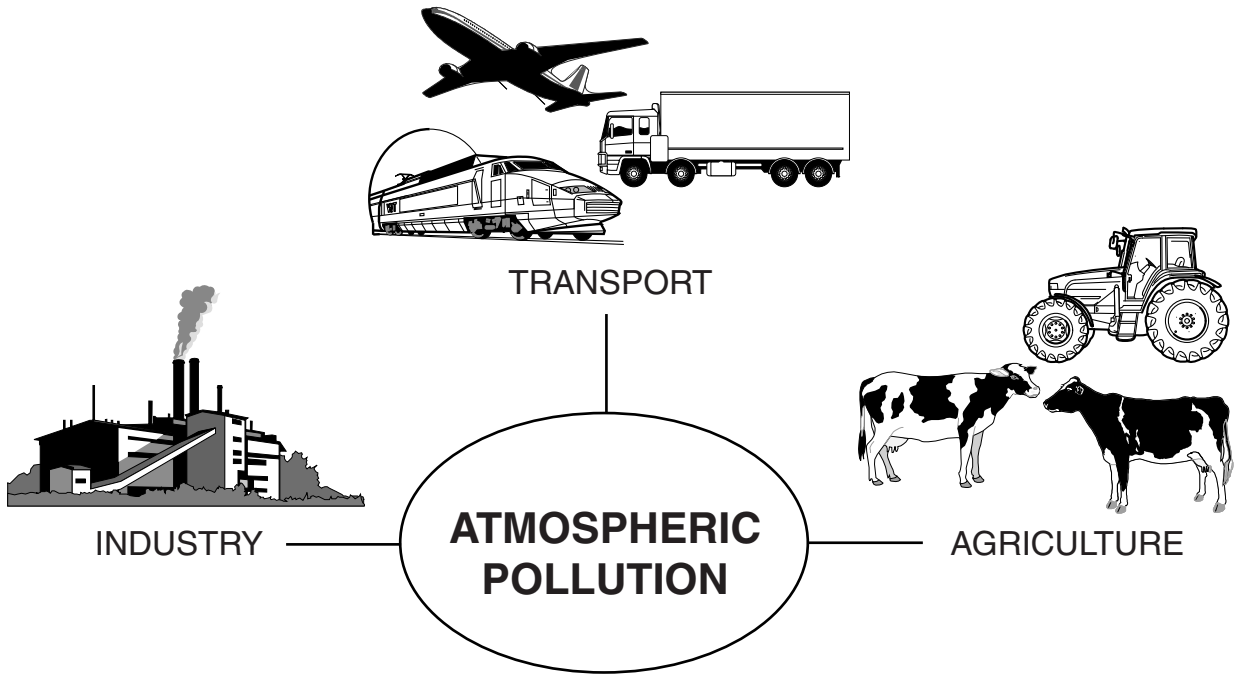 TRANSPORT
INDUSTRY
ATMOSPHERIC
POLLUTION
AGRICULTURE